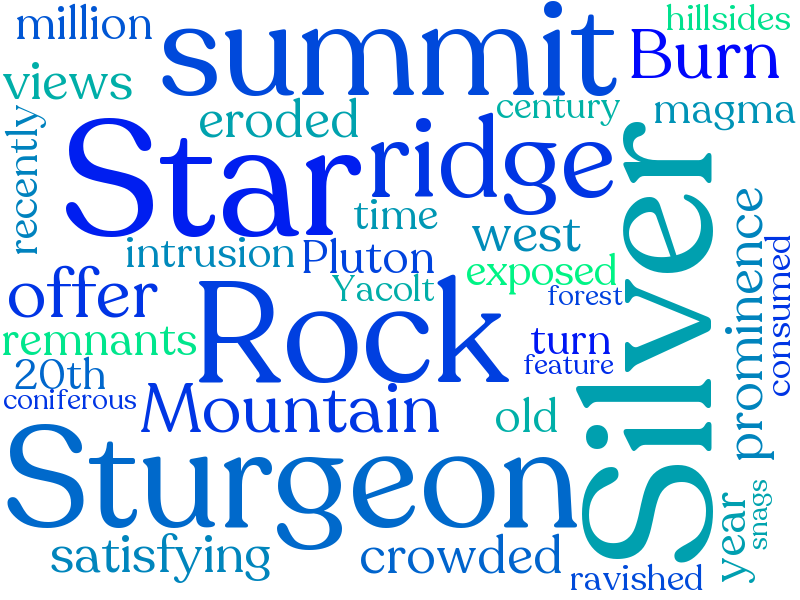 million
summit
hillsides
Burn
views
eroded
century
magma
recently
Star
ridge
time
west
Silver
prominence
intrusion
Pluton
exposed
consumed
offer
Yacolt
forest
Rock
remnants
turn
feature
20th
coniferous
Mountain
old
Sturgeon
year
snags
satisfying
crowded
ravished